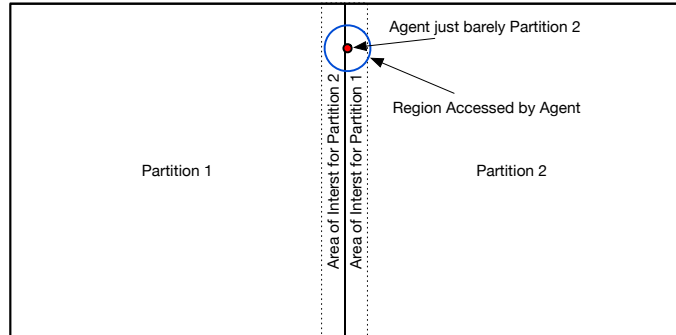 Agent just barely Partition 2
Region Accessed by Agent
Partition 1
Area of Interst for Partition 2
Area of Interst for Partition 1
Partition 2